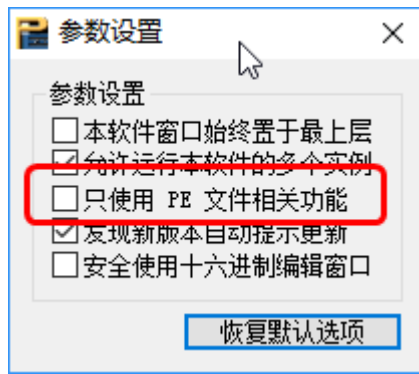 参数设置
参数设置
本软件窗口始终置于最上层
允许运行本软件的多个实例
只使用 PE 文件相关功能
发现新版本自动提示更新
安全使用十六进制编辑窗口
恢复默认选项